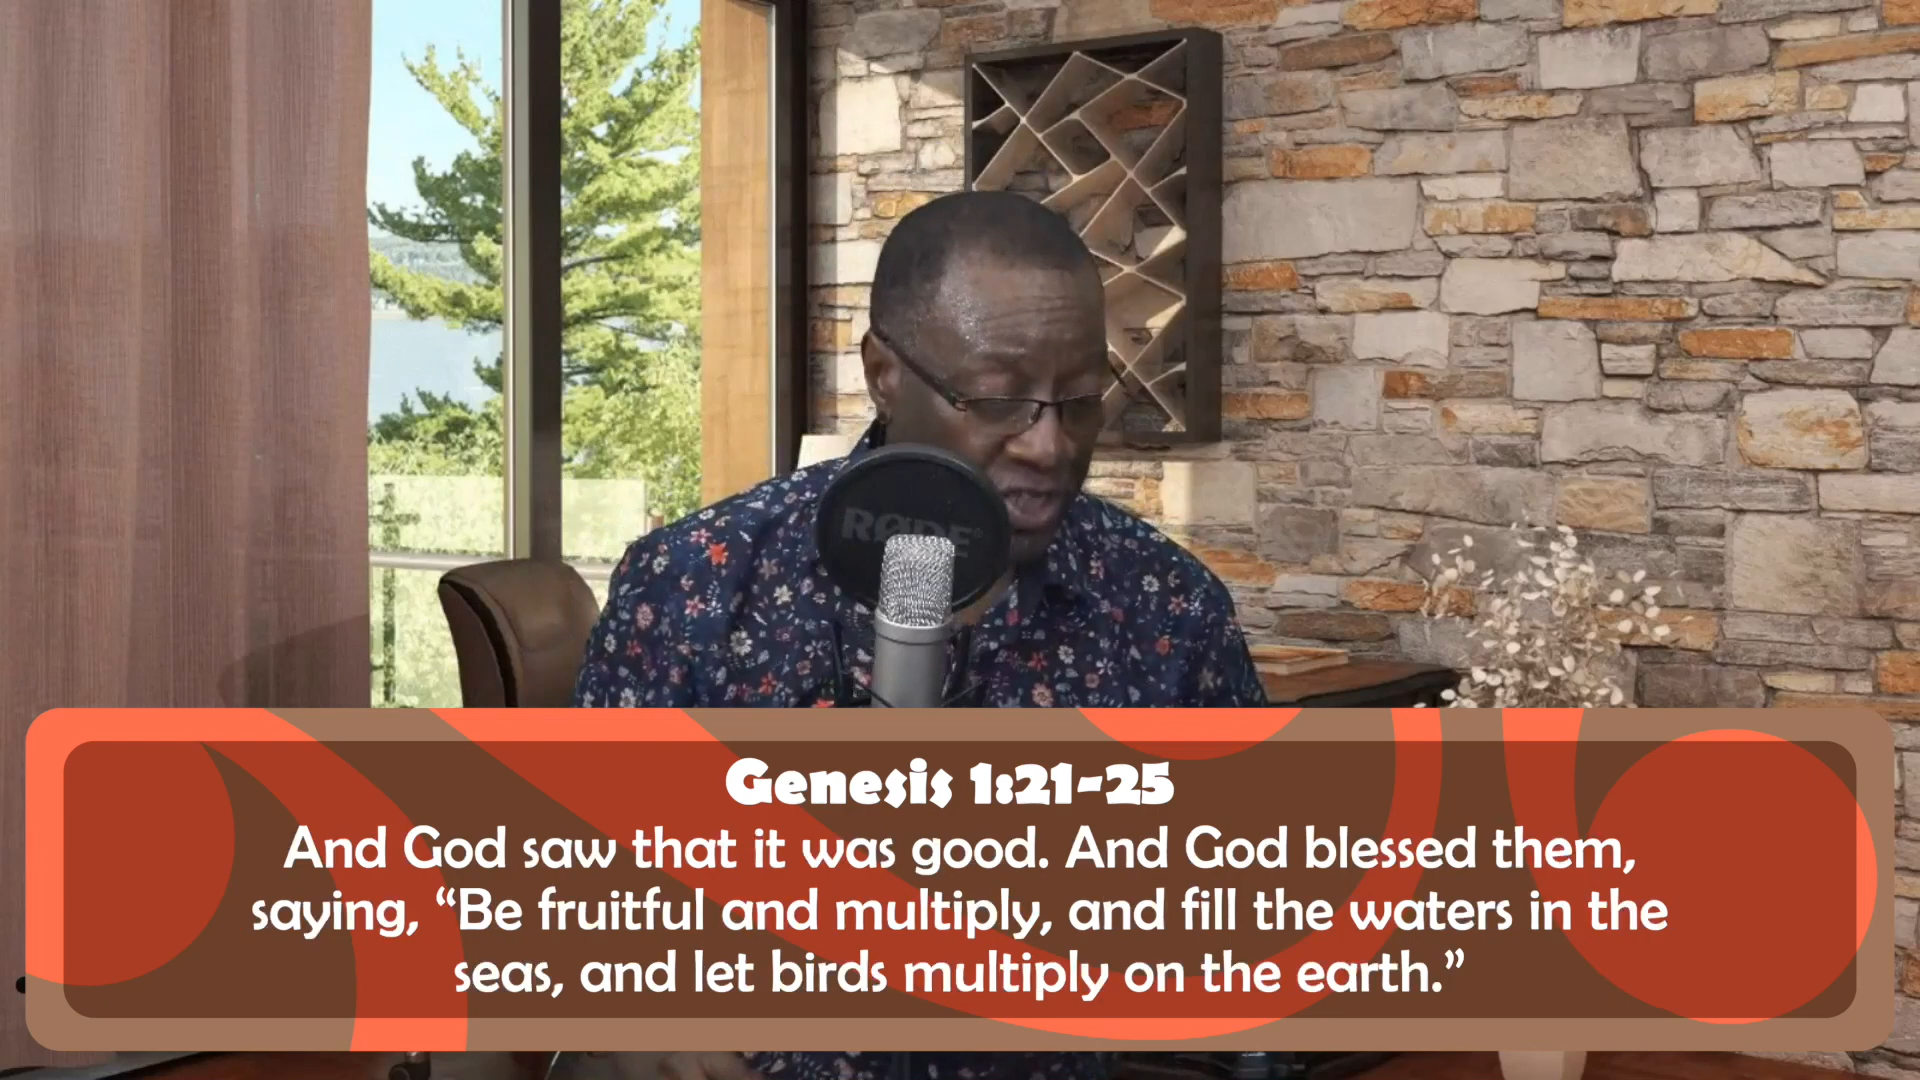 RØDE
Genesis 1:21-25
And God saw that it was good. And God blessed them,
saying, “Be fruitful and multiply, and fill the waters in the
seas, and let birds multiply on the earth.”